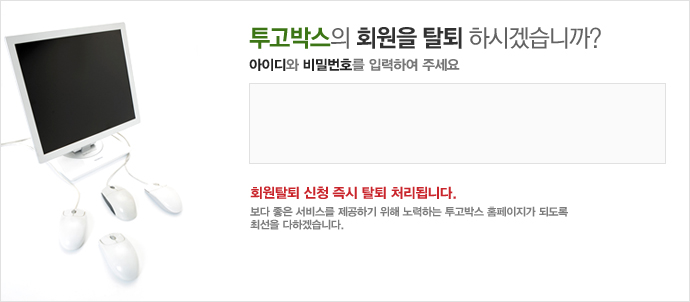 투고박스의 회원을 탈퇴 하시겠습니까?
아이디와 비밀번호를 입력하여 주세요
회원탈퇴 신청 즉시 탈퇴 처리됩니다.
보다 좋은 서비스를 제공하기 위해 노력하는 투고박스 홈페이지가 되도록
최선을 다하겠습니다.